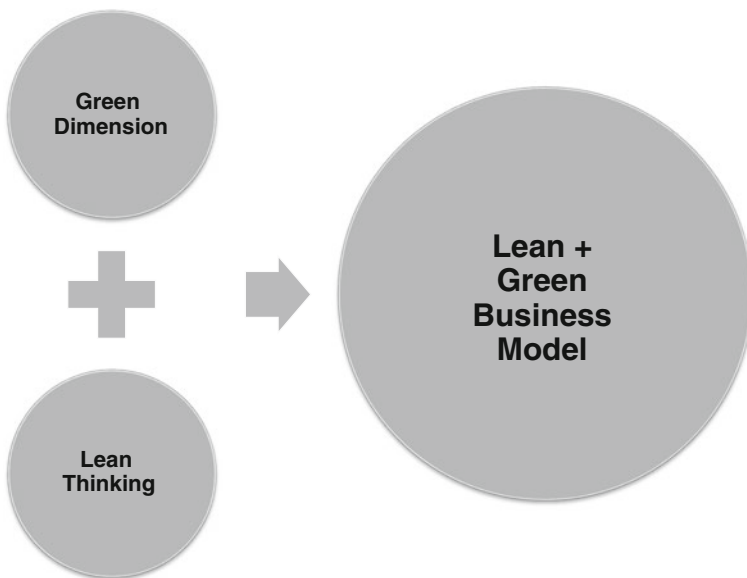 Green
Dimension
Lean
Thinking
Lean +
Green
Business
Model